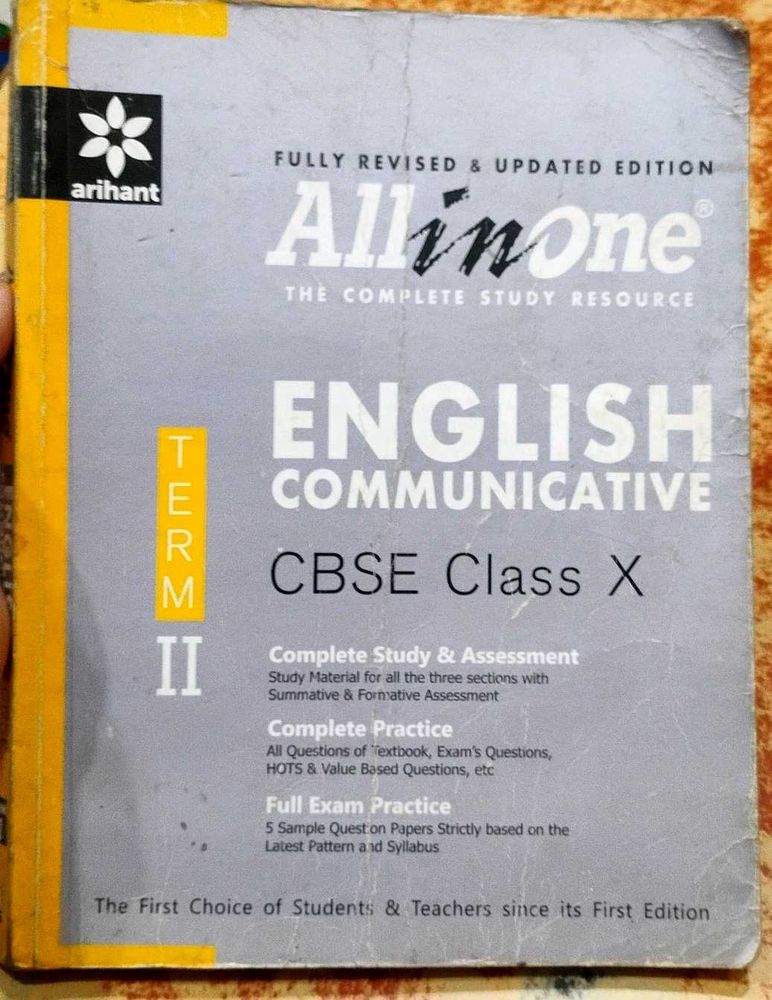 arihant
FULLY REVISED & UPDATED EDITION
All in One®
THE COMPLETE STUDY RESOURCE
ENGLISH
COMMUNICATIVE
CBSE Class X
TERM
II
Complete Study & Assessment
Study Material for all the three sections with
Summative & Formative Assessment
Complete Practice
All Questions of Textbook, Exam's Questions,
HOTS & Value Based Questions, etc
Full Exam Practice
5 Sample Question Papers Strictly based on the
Latest Pattern and Syllabus
The First Choice of Students & Teachers since its First Edition